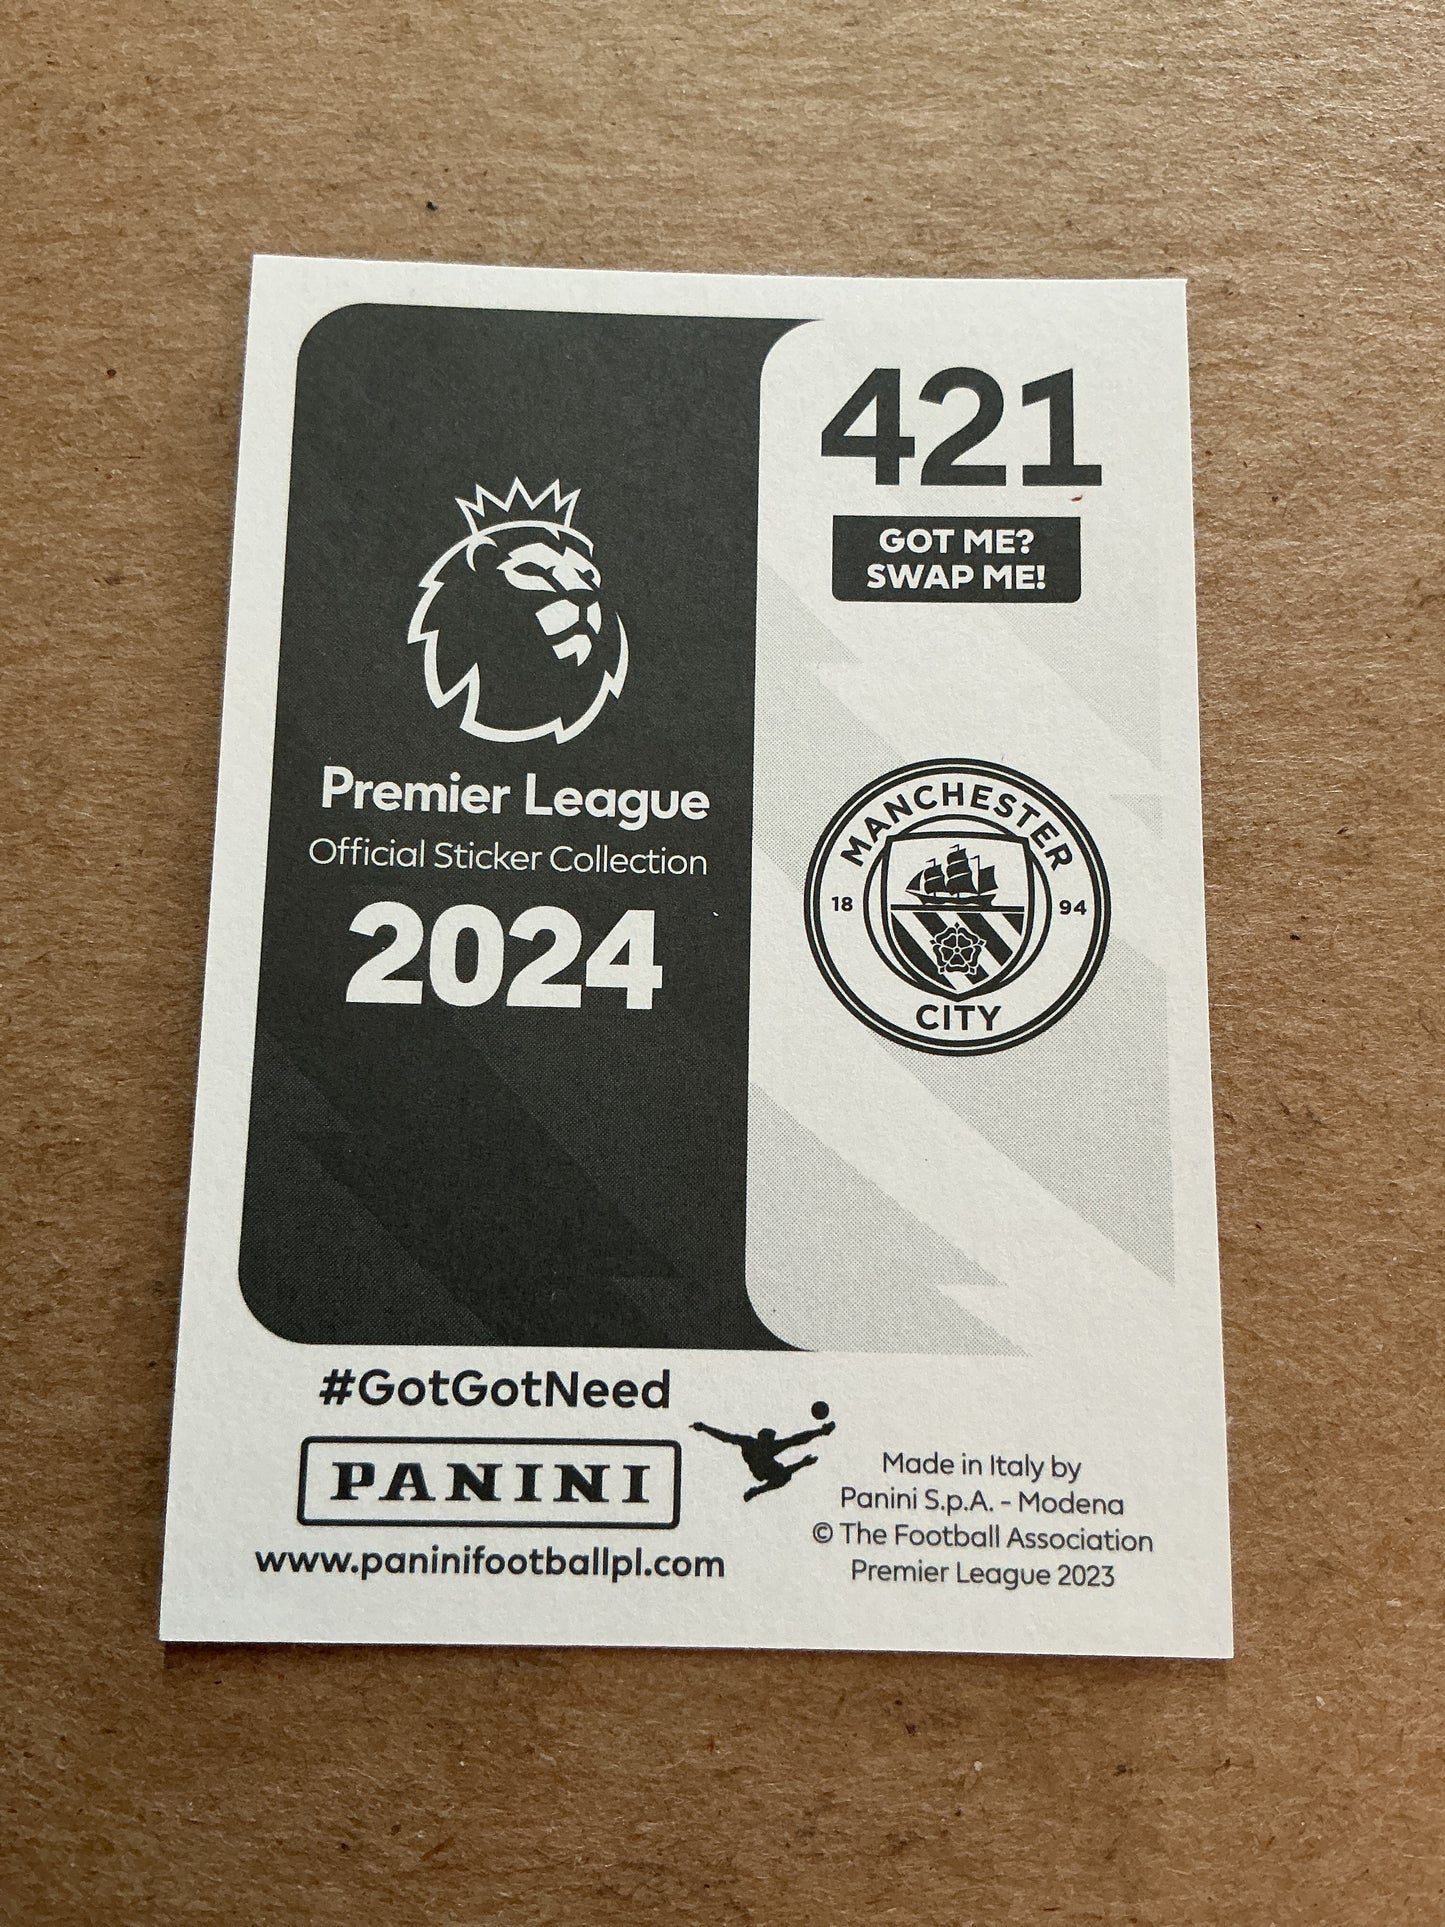 421
GOT ME?
SWAP ME!
Premier League
Official Sticker Collection
2024
MANCHESTER
18 94
CITY
#GotGotNeed
PANINI
www.paninifootballpl.com
Made in Italy by
Panini S.p.A. - Modena
© The Football Association
Premier League 2023